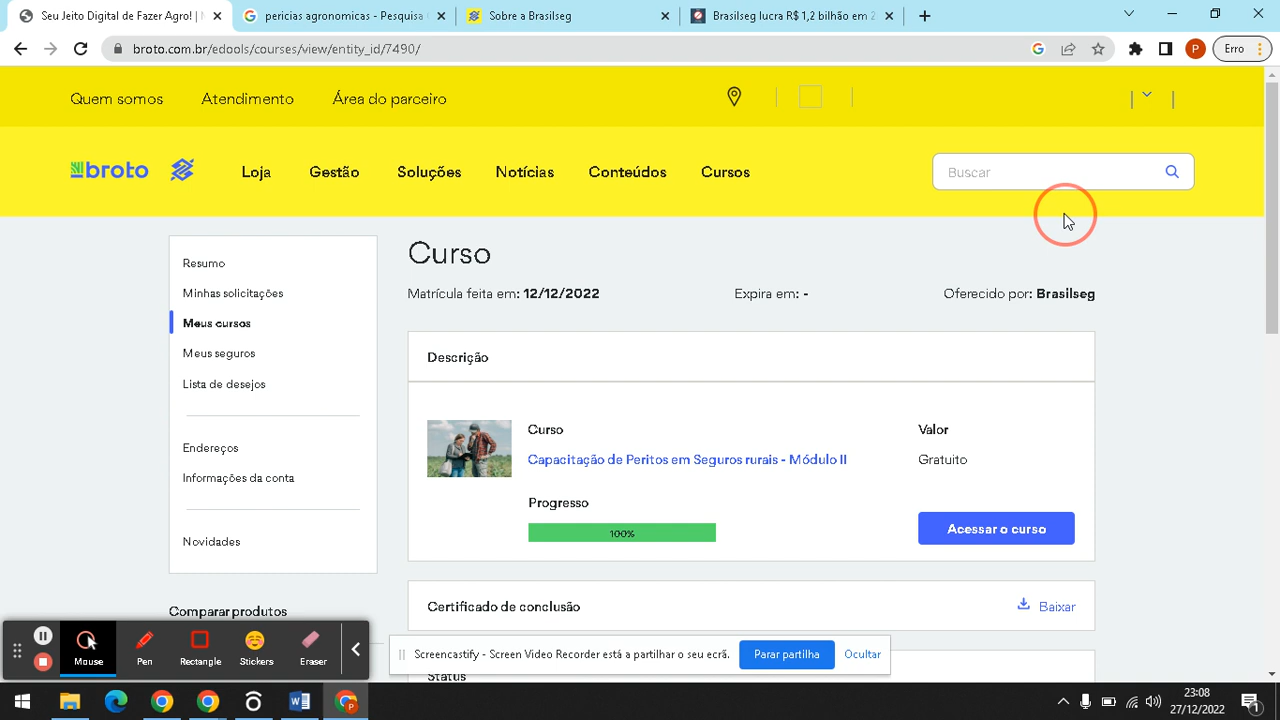 Seu Jeito Digital de Fazer Agro! |
pericias agronomicas - Pesquisa
Sobre a Brasilseg
Brasilseg lucra R$ 1,2 bilhão em 2
broto.com.br/edools/courses/view/entity_id/7490/
P
Erro
Quem somos
Atendimento
Área do parceiro
broto
Loja
Gestão
Soluções
Notícias
Conteúdos
Cursos
Buscar
Resumo
Minhas solicitações
Meus cursos
Meus seguros
Lista de desejos
Endereços
Informações da conta
Novidades
Comparar produtos
Curso
Matrícula feita em: 12/12/2022
Expira em: -
Oferecido por: Brasilseg
Descrição
Curso
Capacitação de Peritos em Seguros rurais - Módulo II
Progresso
100%
Valor
Gratuito
Acessar o curso
Certificado de conclusão
Baixar
Status
Mouse
Pen
Rectangle
Stickers
Eraser
Screencastify - Screen Video Recorder está a partilhar o seu ecrã.
Parar partilha
Ocultar
23:08
27/12/2022
1